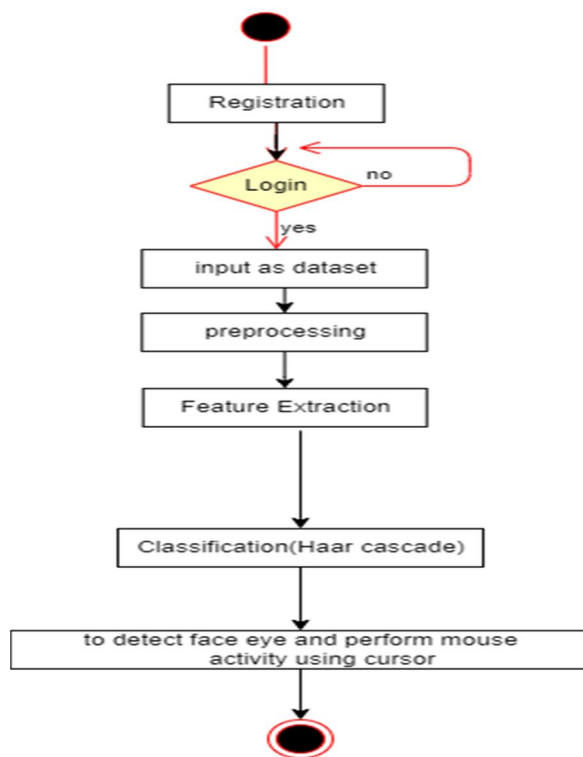 Registration
Login
no
yes
input as dataset
preprocessing
Feature Extraction
Classification(Haar cascade)
to detect face eye and perform mouse
activity using cursor